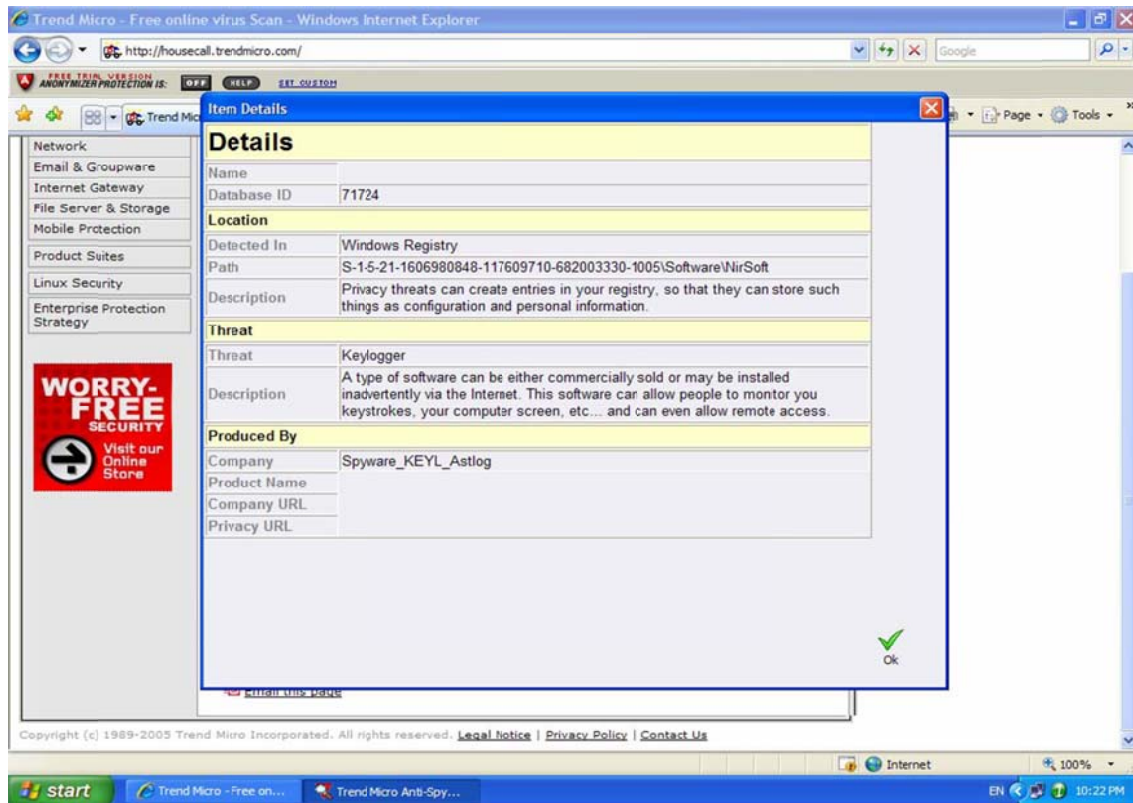 Trend Micro - Free online virus Scan - Windows Internet Explorer
http://housecall.trendmicro.com/
Google
FREE TRIAL VERSION
ANONYMIZER PROTECTION IS: OFF HELP SET CUSTOM
Trend Mic
Page Tools
Item Details
Network
Email & Groupware
Internet Gateway
File Server & Storage
Mobile Protection
Product Suites
Linux Security
Enterprise Protection
Strategy
WORRY-
FREE
SECURITY
Visit our
Online
Store
Details
Name
Database ID 71724
Location
Detected In Windows Registry
Path S-1-5-21-1606980848-117609710-682003330-1005\Software\NirSoft
Description Privacy threats can create entries in your registry, so that they can store such
things as configuration and personal information.
Threat
Threat Keylogger
Description A type of software can be either commercially sold or may be installed
inadvertently via the Internet. This software can allow people to monitor you
keystrokes, your computer screen, etc... and can even allow remote access.
Produced By
Company Spyware_KEYL_Astlog
Product Name
Company URL
Privacy URL
Ok
Email this page
Copyright (c) 1989-2005 Trend Micro Incorporated. All rights reserved. Legal Notice | Privacy Policy | Contact Us
Internet 100%
start Trend Micro - Free on... Trend Micro Anti-Spy... EN 10:22 PM